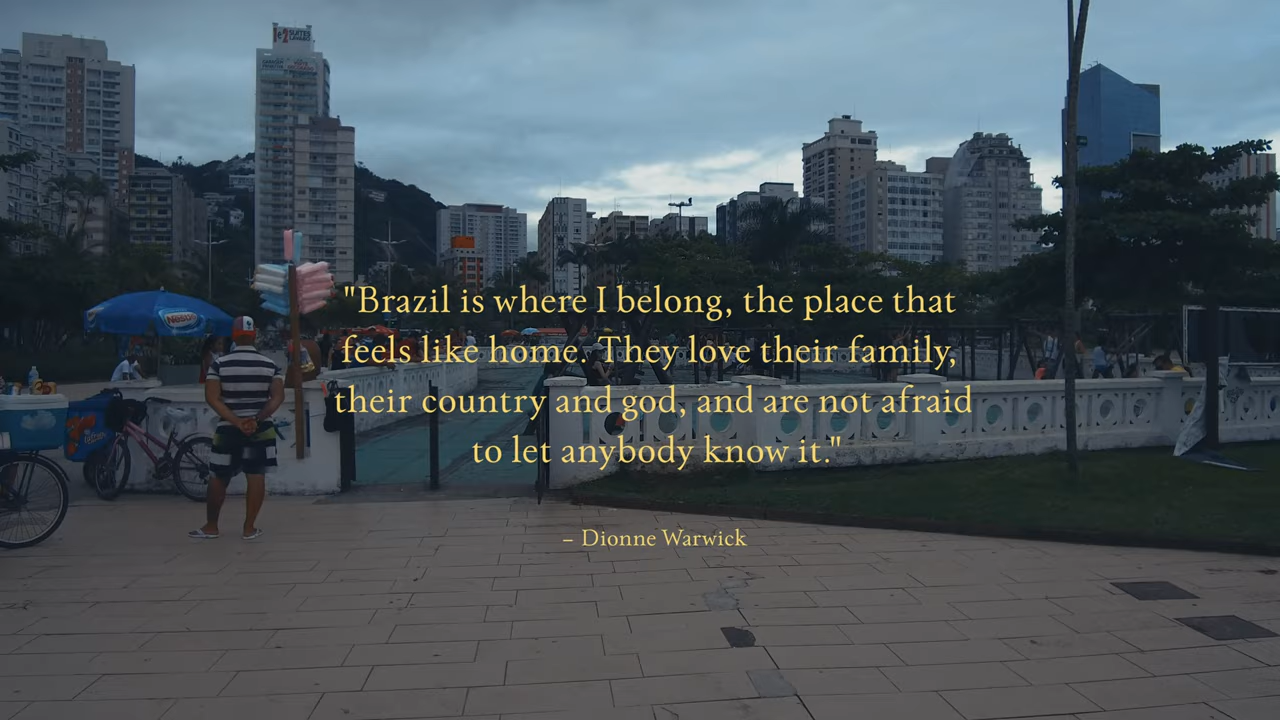 "Brazil is where I belong, the place that
feels like home. They love their family,
their country and god, and are not afraid
to let anybody know it."
– Dionne Warwick
Nestlé